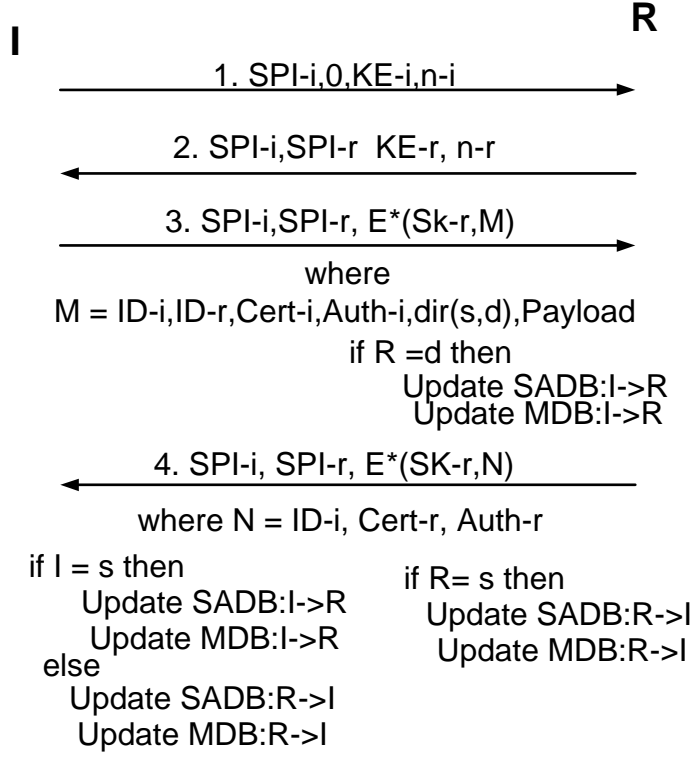 I
R
1. SPI-i,0,KE-i,n-i
2. SPI-i,SPI-r KE-r, n-r
3. SPI-i,SPI-r, E*(Sk-r,M)
where
M = ID-i,ID-r,Cert-i,Auth-i,dir(s,d),Payload
if R =d then
Update SADB:I->R
Update MDB:I->R
4. SPI-i, SPI-r, E*(SK-r,N)
where N = ID-i, Cert-r, Auth-r
if I = s then
Update SADB:I->R
Update MDB:I->R
else
Update SADB:R->I
Update MDB:R->I
if R= s then
Update SADB:R->I
Update MDB:R->I